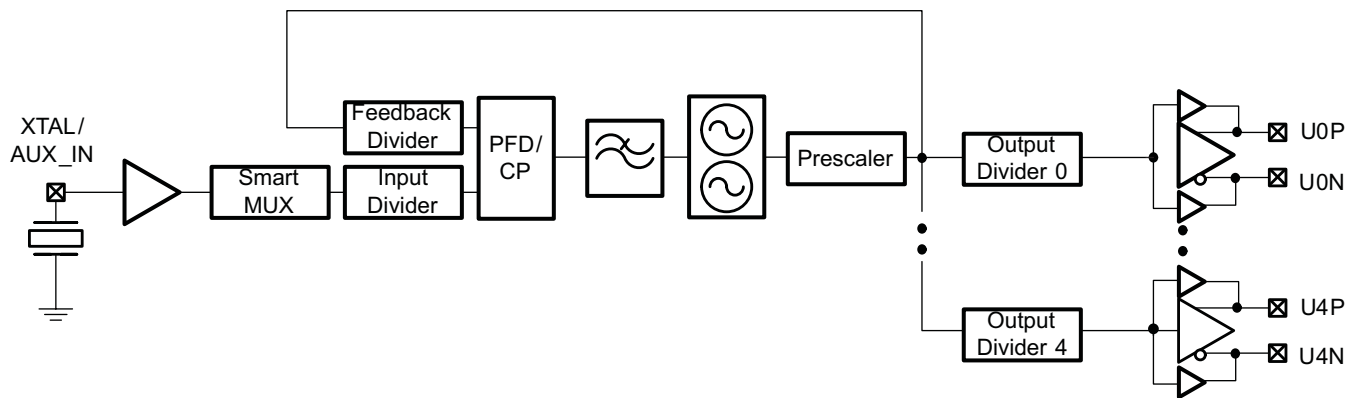 XTAL/
AUX_IN
Smart
MUX
Feedback
Divider
Input
Divider
PFD/
CP
Prescaler
Output
Divider 0
U0P
U0N
Output
Divider 4
U4P
U4N